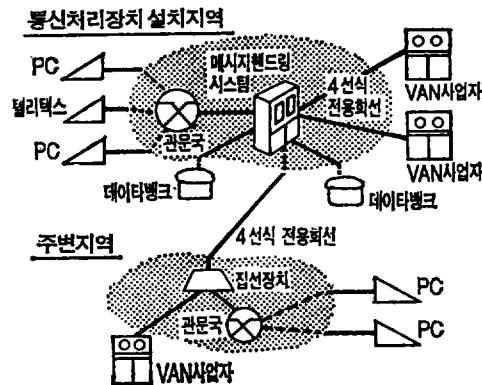 통신처리장치 설치지역
PC
텔리텍스
PC
관문국
메시지핸드링
시스팀
4선식
전용회선
VAN사업자
VAN사업자
데이타뱅크
데이타뱅크
4선식 전용회선
주변지역
집선장치
관문국
PC
PC
VAN사업자